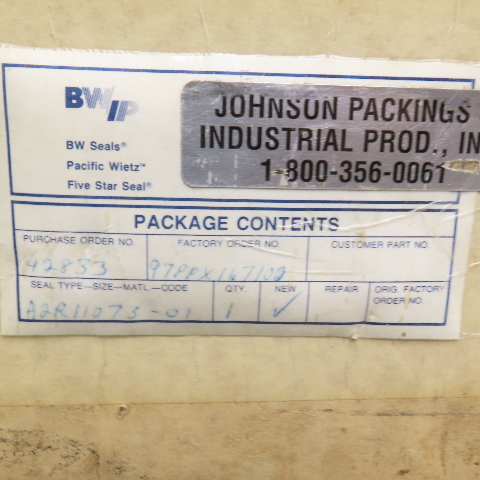 BW/IP
JOHNSON PACKINGS
INDUSTRIAL PROD., IN
1-800-356-0061
BW Seals®
Pacific Wietz™
Five Star Seal®
PACKAGE CONTENTS
PURCHASE ORDER NO. FACTORY ORDER NO. CUSTOMER PART NO.
42833
SEAL TYPE—SIZE—MATL.—CODE QTY. NEW REPAIR ORIG. FACTORY ORDER NO.
A2R11073-01 1 ✓